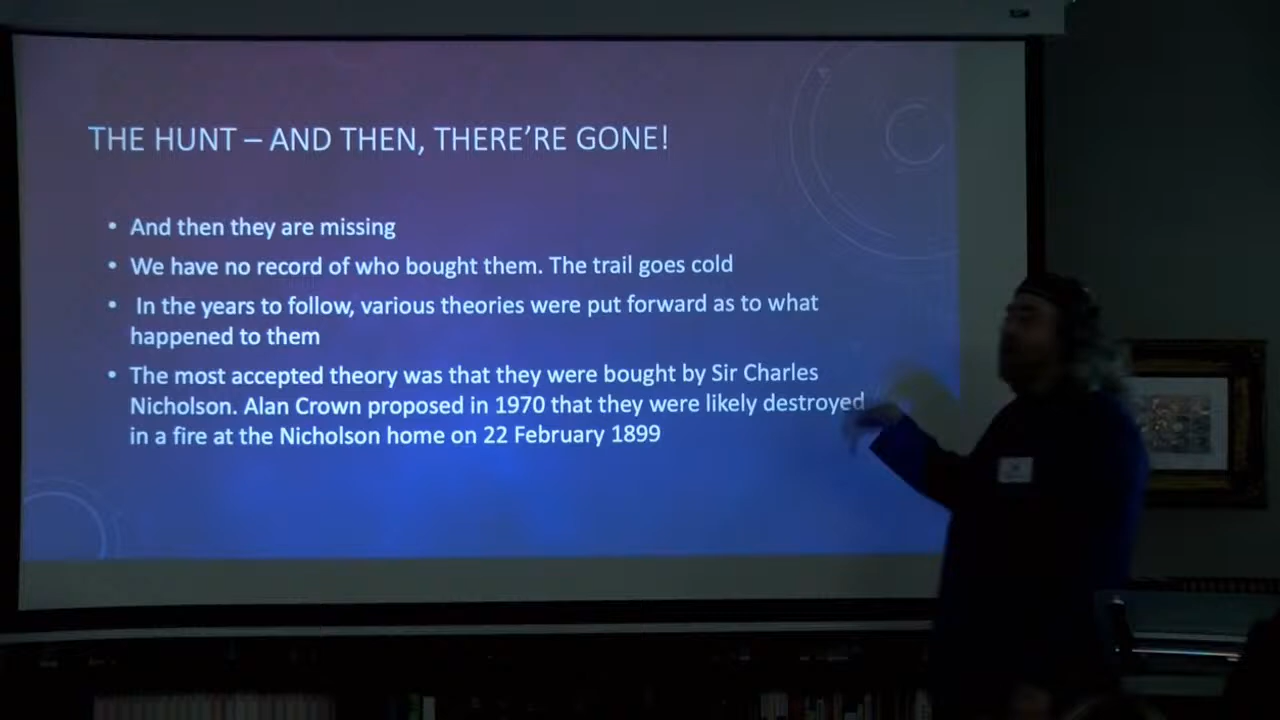 THE HUNT – AND THEN, THERE’RE GONE!
• And then they are missing
• We have no record of who bought them. The trail goes cold
• In the years to follow, various theories were put forward as to what
happened to them
• The most accepted theory was that they were bought by Sir Charles
Nicholson. Alan Crown proposed in 1970 that they were likely destroyed
in a fire at the Nicholson home on 22 February 1899